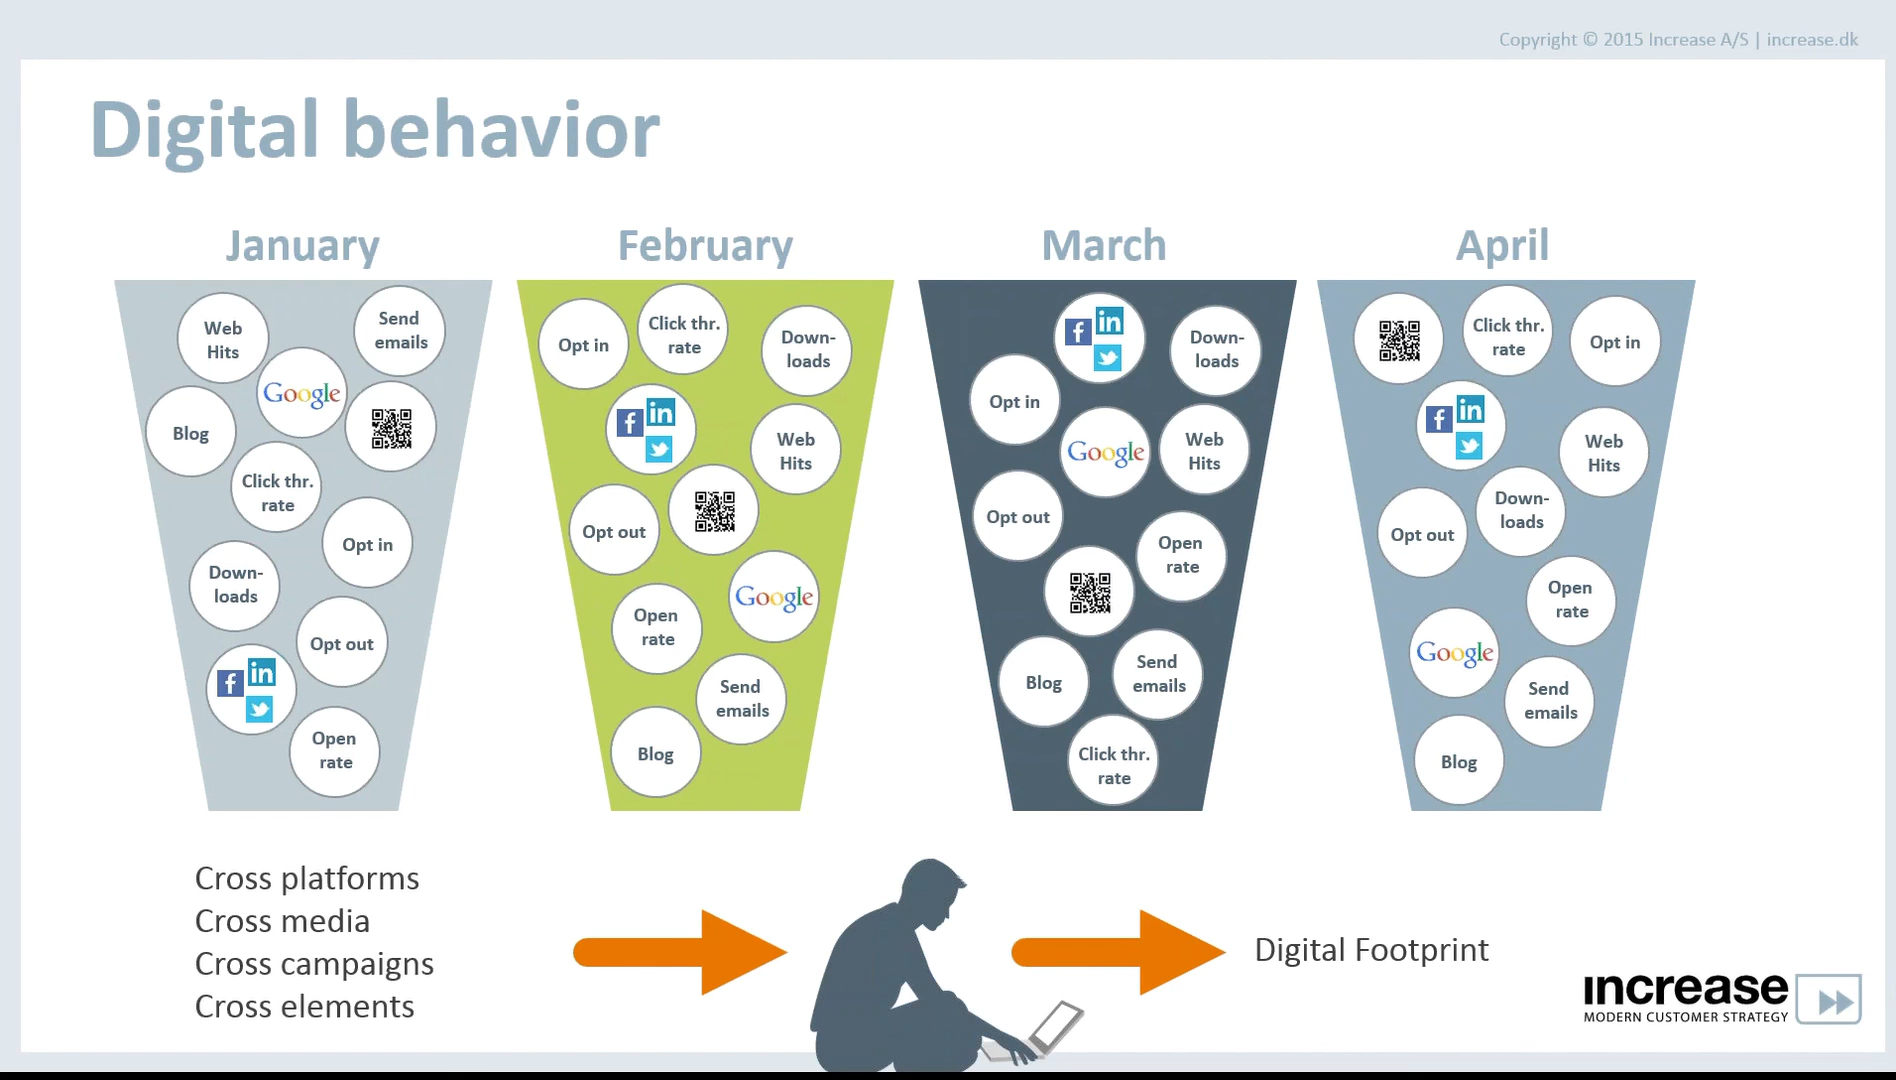 Copyright © 2015 Increase A/S | increase.dk
Digital behavior
January
Web
Hits
Send
emails
Google
Blog
Click thr.
rate
Opt in
Down-
loads
Opt out
f in
Open
rate
February
Opt in
Click thr.
rate
Down-
loads
f in
Web
Hits
Opt out
Google
Open
rate
Send
emails
Blog
March
f in
Down-
loads
Opt in
Google
Web
Hits
Opt out
Open
rate
Blog
Send
emails
Click thr.
rate
April
Click thr.
rate
Opt in
f in
Web
Hits
Down-
loads
Opt out
Open
rate
Google
Send
emails
Blog
Cross platforms
Cross media
Cross campaigns
Cross elements
Digital Footprint
increase
MODERN CUSTOMER STRATEGY